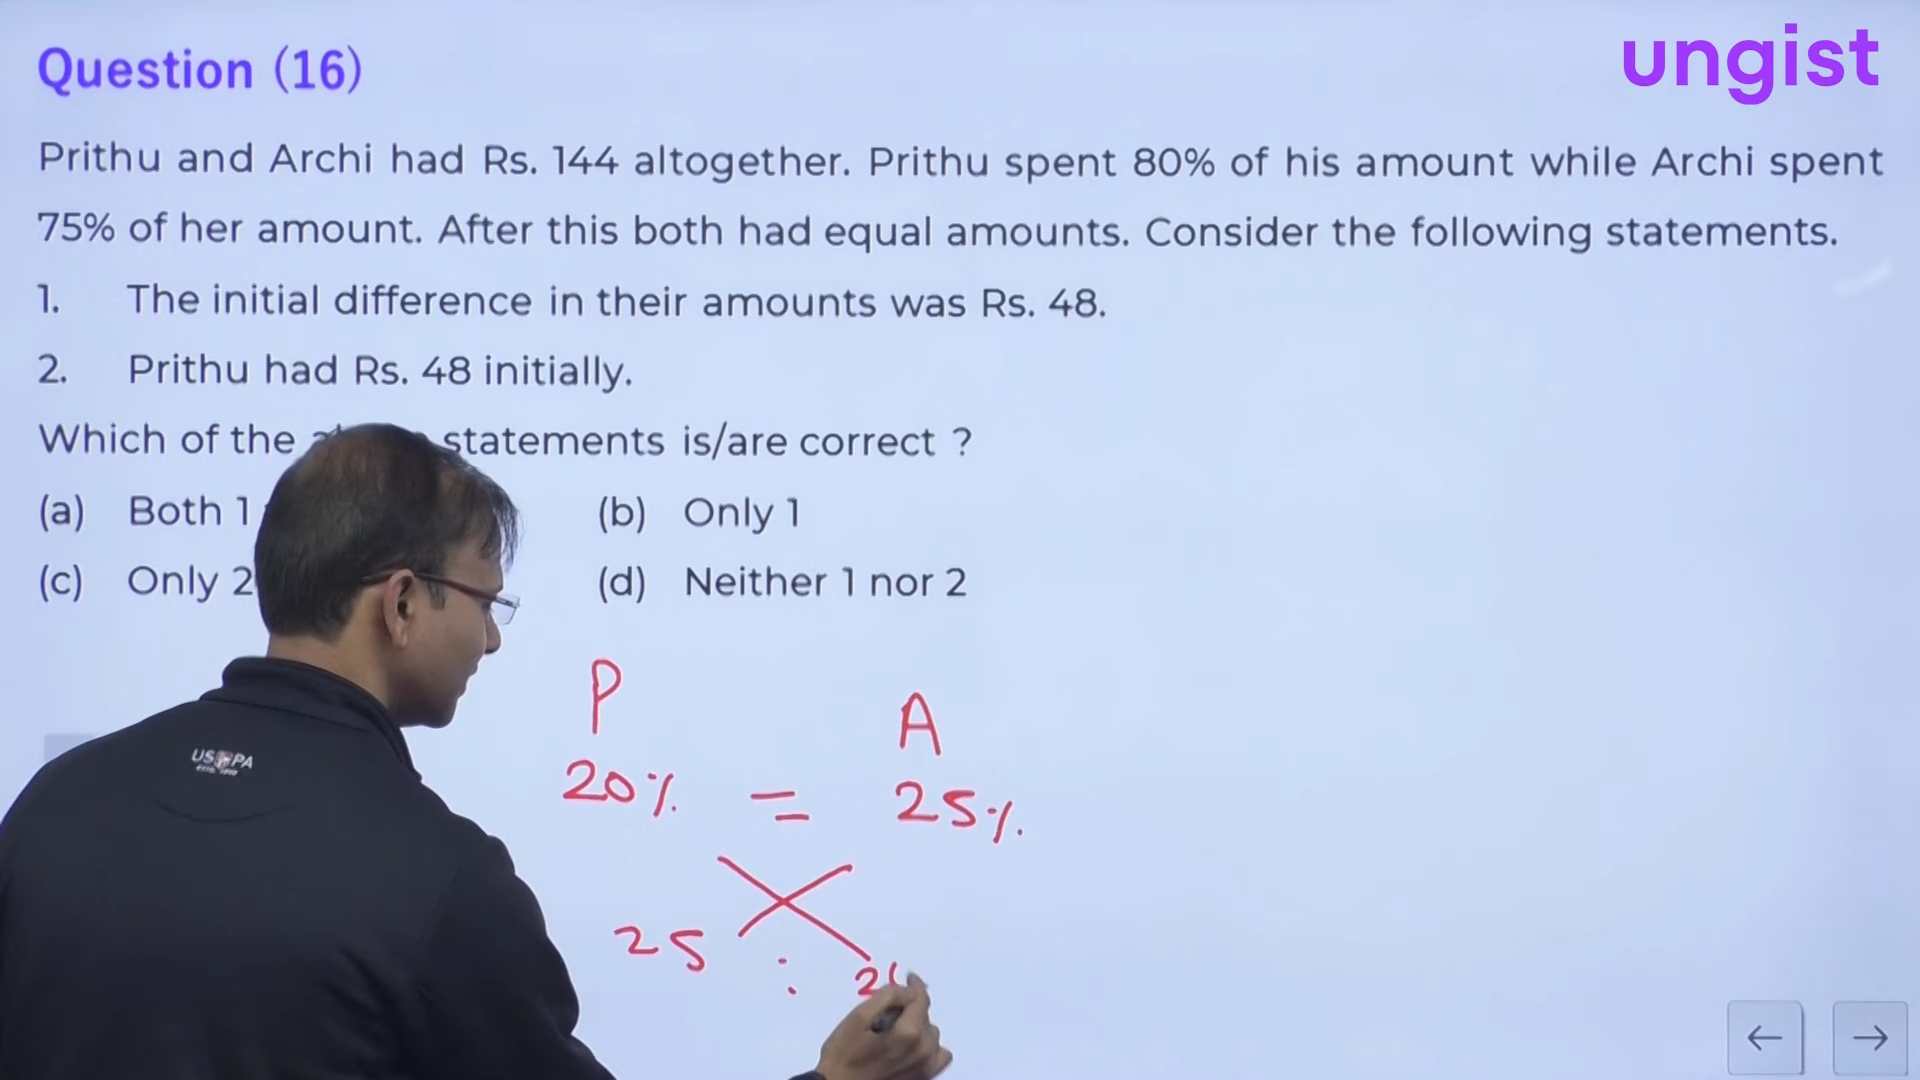 Question (16)
ungist
Prithu and Archi had Rs. 144 altogether. Prithu spent 80% of his amount while Archi spent
75% of her amount. After this both had equal amounts. Consider the following statements.
1. The initial difference in their amounts was Rs. 48.
2. Prithu had Rs. 48 initially.
Which of the statements is/are correct ?
(a) Both 1 (b) Only 1
(c) Only 2 (d) Neither 1 nor 2
P A
20% = 25%
25 : 2
USPA